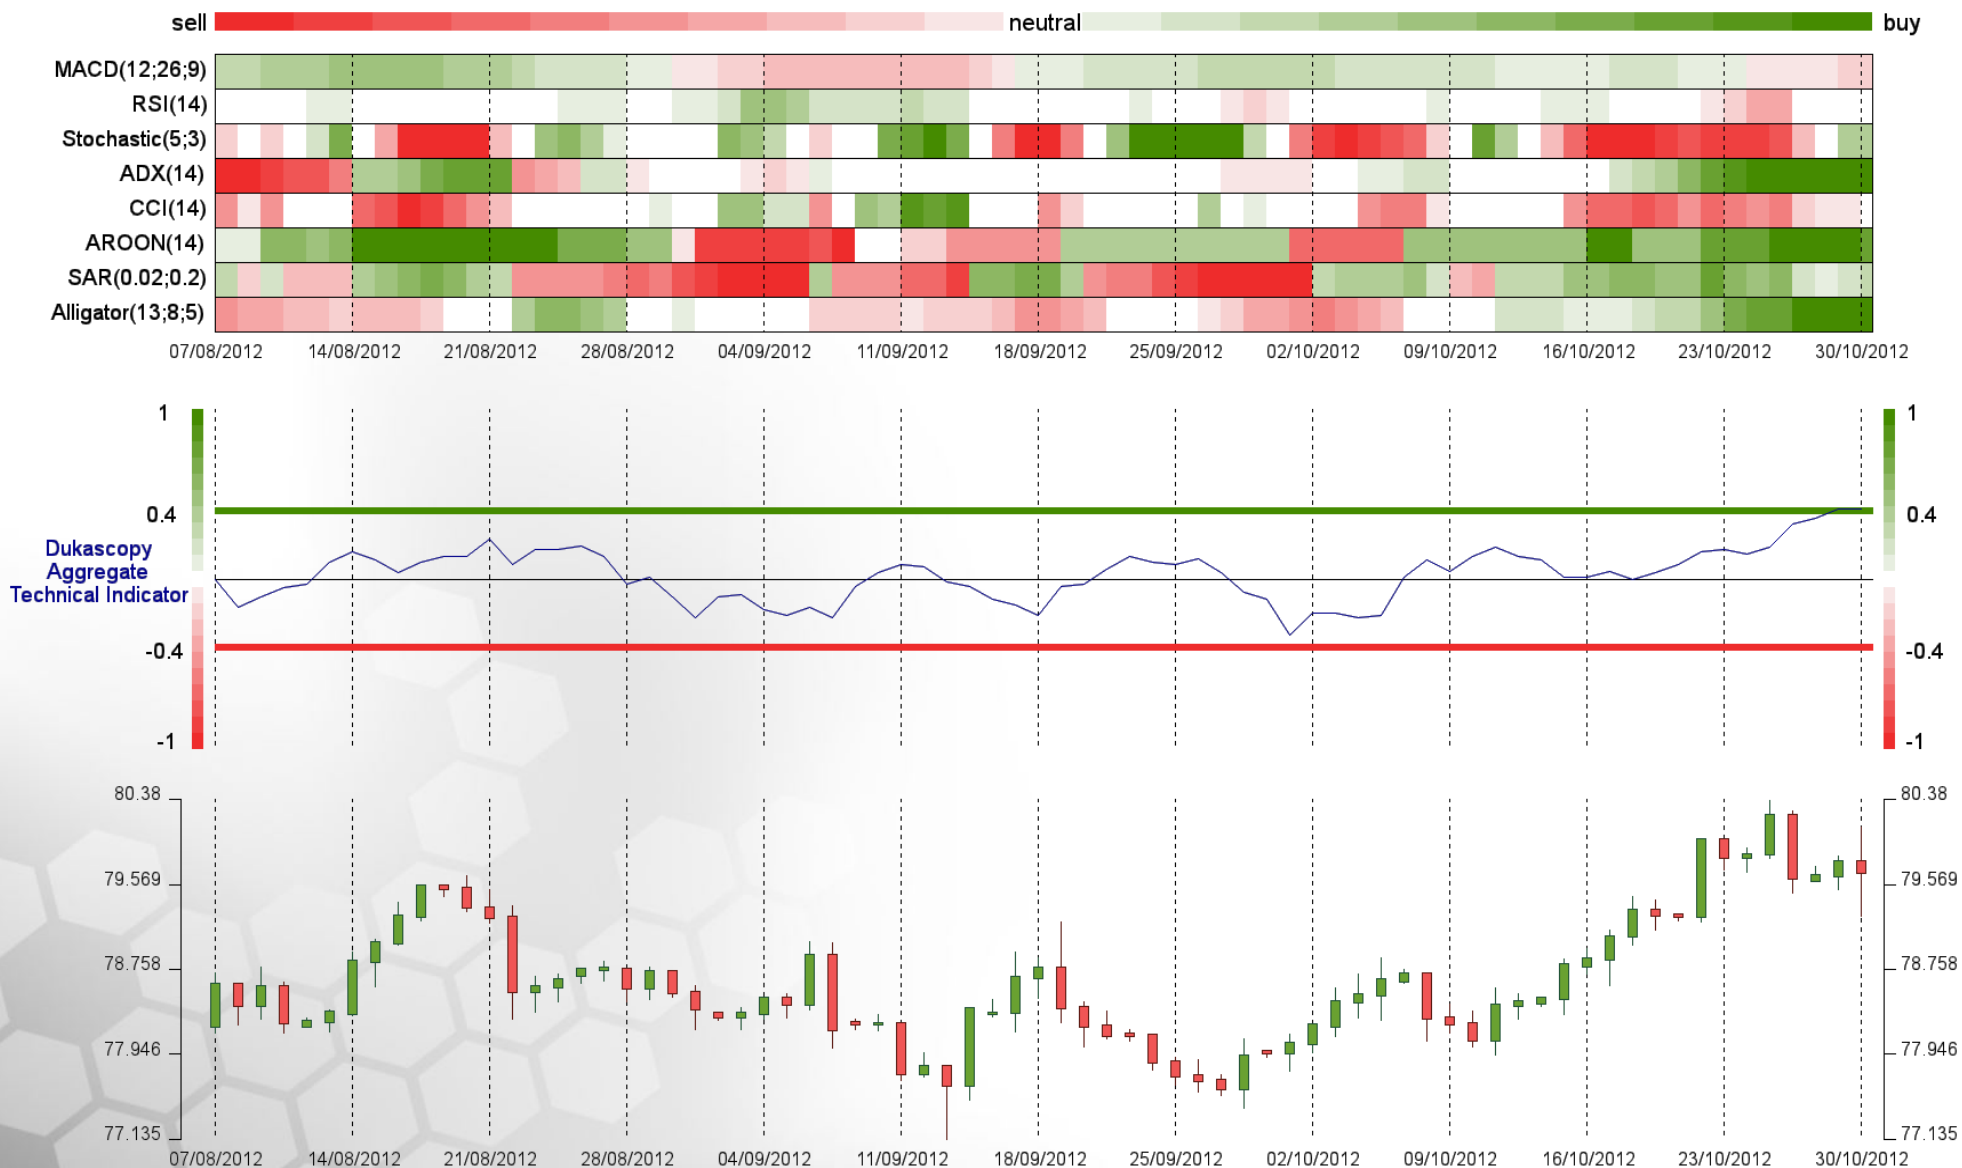 sell neutral buy
MACD(12;26;9)
RSI(14)
Stochastic(5;3)
ADX(14)
CCI(14)
AROON(14)
SAR(0.02;0.2)
Alligator(13;8;5)
07/08/2012 14/08/2012 21/08/2012 28/08/2012 04/09/2012 11/09/2012 18/09/2012 25/09/2012 02/10/2012 09/10/2012 16/10/2012 23/10/2012 30/10/2012
1 1
0.4 0.4
Dukascopy
Aggregate
Technical Indicator
-0.4 -0.4
-1 -1
80.38 80.38
79.569 79.569
78.758 78.758
77.946 77.946
77.135 77.135
07/08/2012 14/08/2012 21/08/2012 28/08/2012 04/09/2012 11/09/2012 18/09/2012 25/09/2012 02/10/2012 09/10/2012 16/10/2012 23/10/2012 30/10/2012